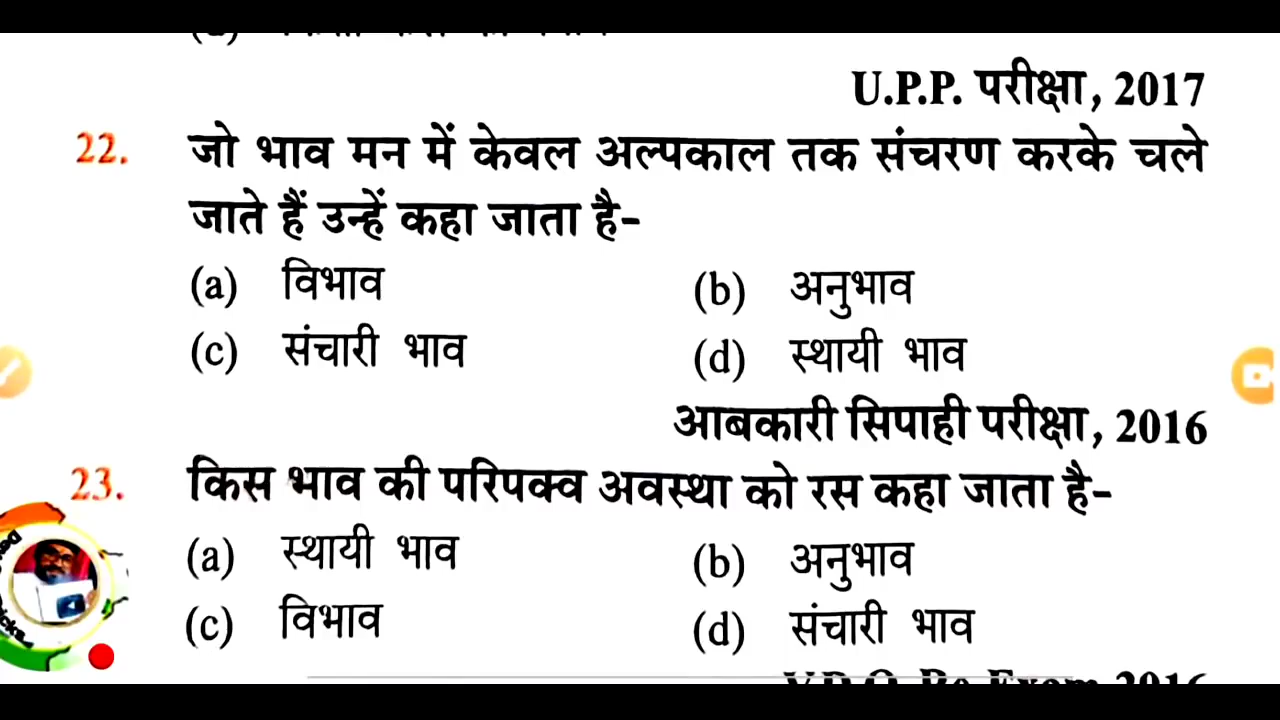 U.P.P. परीक्षा, 2017
22. जो भाव मन में केवल अल्पकाल तक संचरण करके चले
जाते हैं उन्हें कहा जाता है-
(a) विभाव (b) अनुभाव
(c) संचारी भाव (d) स्थायी भाव
आबकारी सिपाही परीक्षा, 2016
23. किस भाव की परिपक्व अवस्था को रस कहा जाता है-
(a) स्थायी भाव (b) अनुभाव
(c) विभाव (d) संचारी भाव